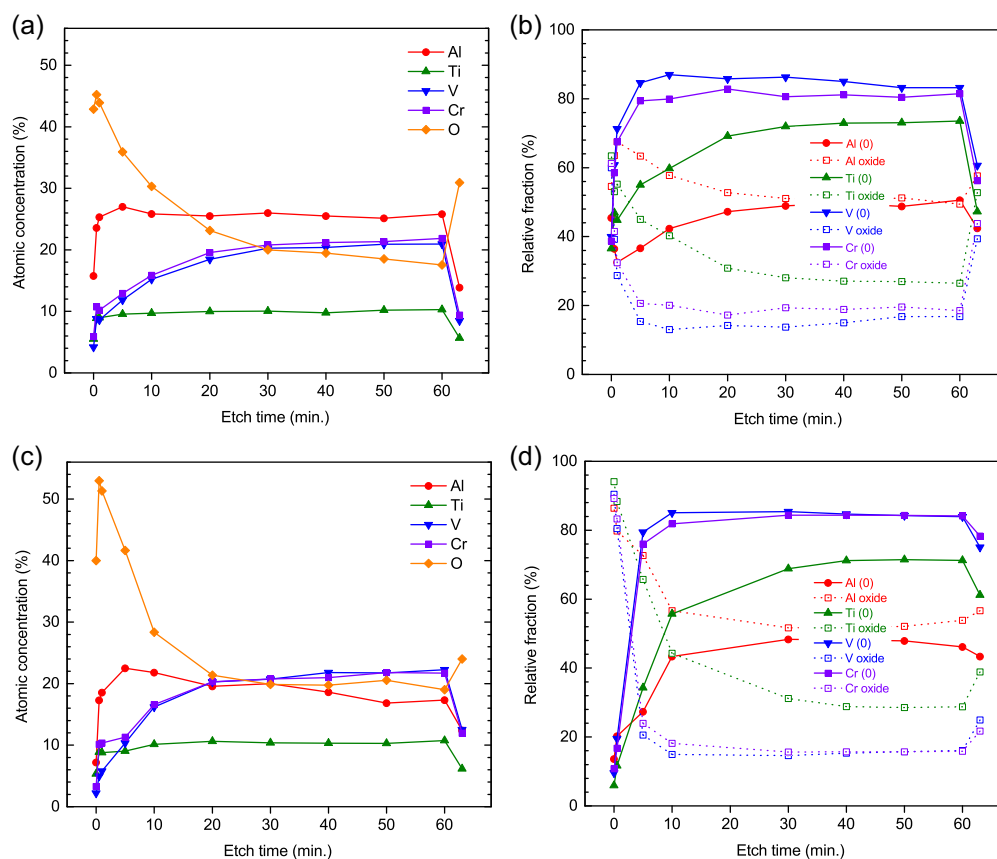 (a)
Atomic concentration (%)
50
40
30
20
10
0
0 10 20 30 40 50 60
Etch time (min.)
Al
Ti
V
Cr
O
(b)
Relative fraction (%)
100
80
60
40
20
0
0 10 20 30 40 50 60
Etch time (min.)
Al (0)
Al oxide
Ti (0)
Ti oxide
V (0)
V oxide
Cr (0)
Cr oxide
(c)
Atomic concentration (%)
50
40
30
20
10
0
0 10 20 30 40 50 60
Etch time (min.)
Al
Ti
V
Cr
O
(d)
Relative fraction (%)
100
80
60
40
20
0
0 10 20 30 40 50 60
Etch time (min.)
Al (0)
Al oxide
Ti (0)
Ti oxide
V (0)
V oxide
Cr (0)
Cr oxide